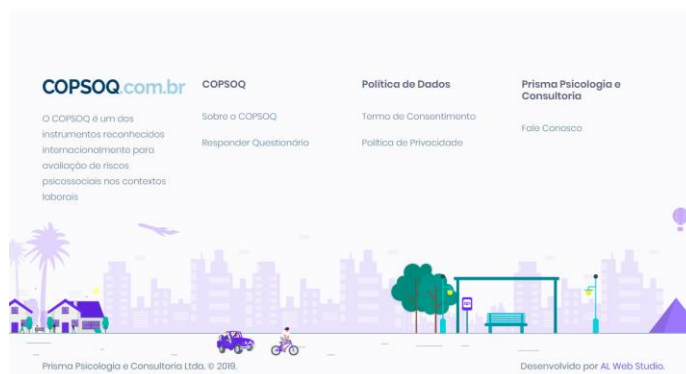 COPSOQ.com.br
O COPSOQ é um dos
instrumentos reconhecidos
internacionalmente para
avaliação de riscos
psicossociais nos contextos
laborais
COPSOQ
Sobre o COPSOQ
Responder Questionário
Política de Dados
Termo de Consentimento
Política de Privacidade
Prisma Psicologia e
Consultoria
Fale Conosco
Prisma Psicologia e Consultoria Ltda. © 2019.
Desenvolvido por AL Web Studio.